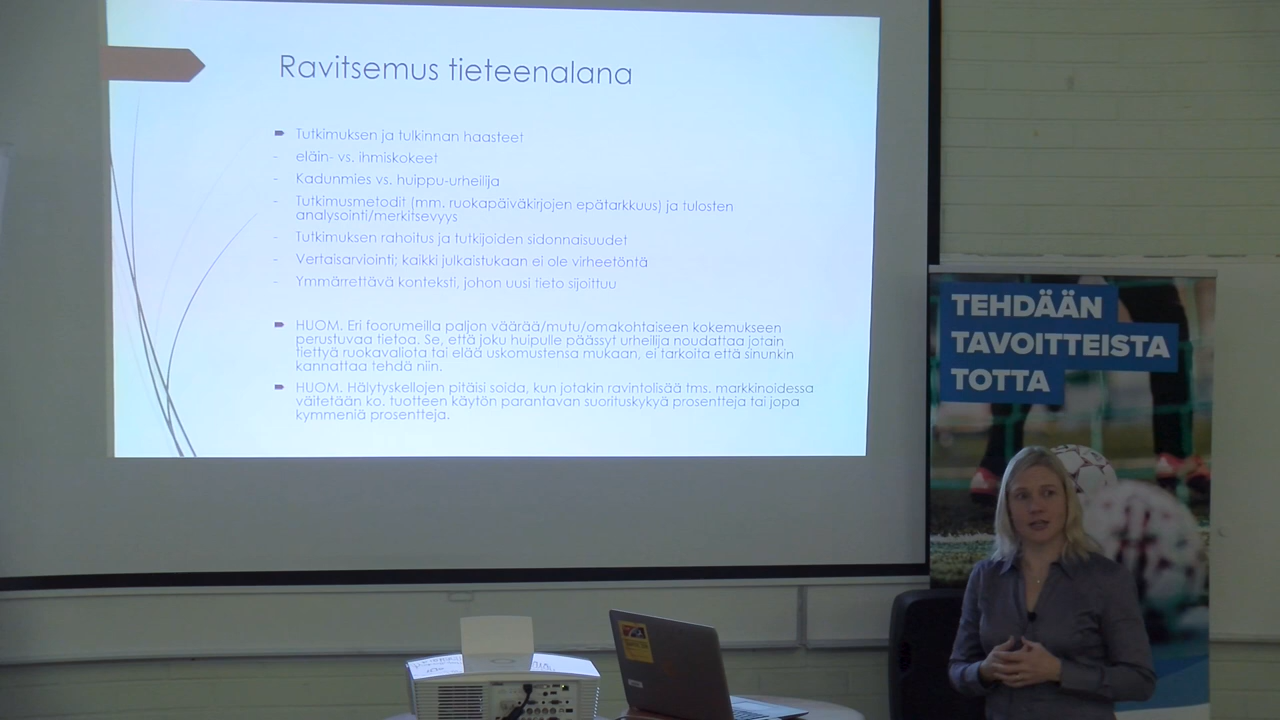 Ravitsemus tieteenalana
Tutkimuksen ja tulkinnan haasteet
- eläin- vs. ihmiskokeet
- Kadunmies vs. huippu-urheilija
- Tutkimusmetodit (mm. ruokapäiväkirjojen epätarkkuus) ja tulosten
analysointi/merkitsevyys
- Tutkimuksen rahoitus ja tutkijoiden sidonnaisuudet
- Vertaisarviointi; kaikki julkaistukaan ei ole virheetöntä
- Ymmärrettävä konteksti, johon uusi tieto sijoittuu
HUOM. Eri foorumeilla paljon väärää/mutu/omakohtaiseen kokemukseen
perustuvaa tietoa. Se, että joku huipulle päässyt urheilija noudattaa jotain
tiettyä ruokavaliota tai elää uskomustensa mukaan, ei tarkoita että sinunkin
kannattaa tehdä niin.
HUOM. Hälytyskellojen pitäisi soida, kun jotakin ravintolisää tms. markkinoidessa
väitetään ko. tuotteen käytön parantavan suorituskykyä prosentteja tai jopa
kymmeniä prosentteja.
TEHDÄÄN
TAVOITTEISTA
TOTTA